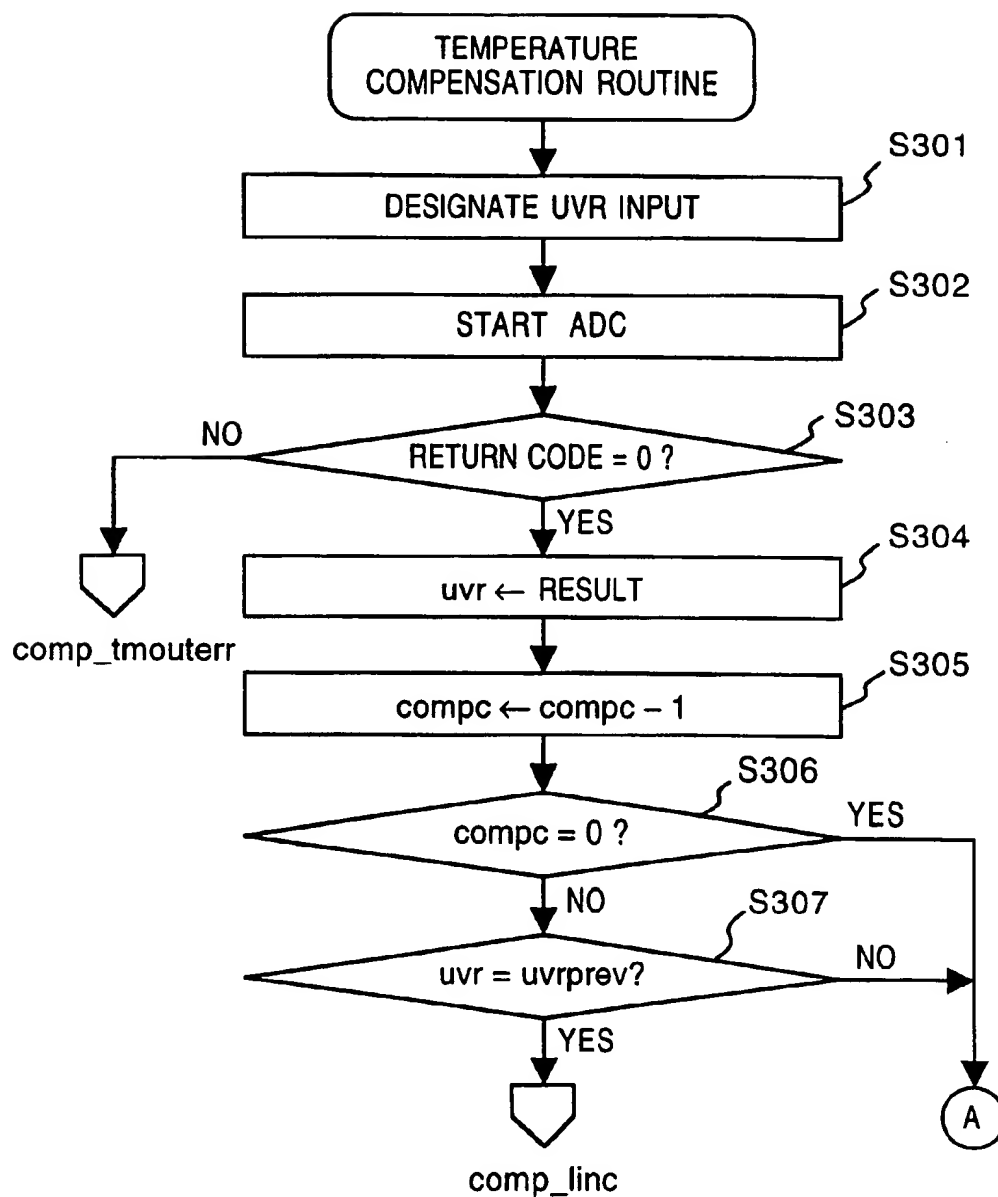 TEMPERATURE
COMPENSATION ROUTINE
S301
DESIGNATE UVR INPUT
S302
START ADC
S303
NO
RETURN CODE = 0 ?
YES
S304
uvr ← RESULT
comp_tmouterr
S305
compc ← compc – 1
S306
YES
compc = 0 ?
NO
S307
NO
uvr = uvrprev?
YES
A
comp_linc